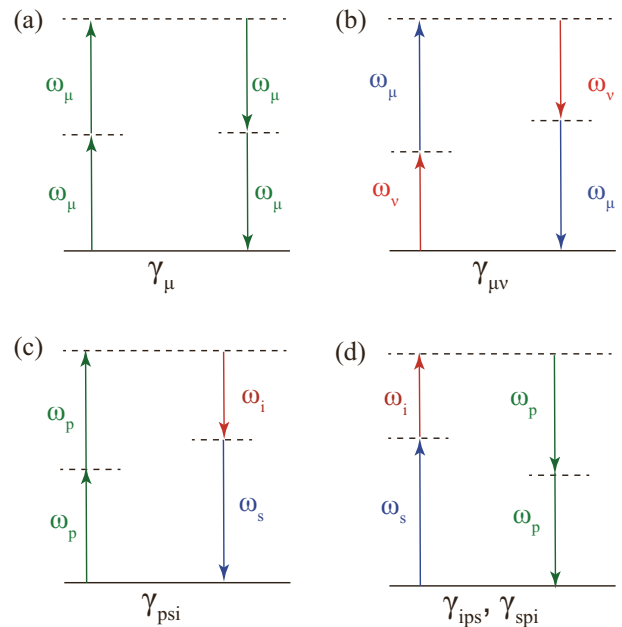 (a)
ω_μ ω_μ
ω_μ ω_μ
γ_μ
(b)
ω_μ ω_ν
ω_ν ω_μ
γ_μν
(c)
ω_p ω_i
ω_p ω_s
γ_psi
(d)
ω_i ω_p
ω_s ω_p
γ_ips, γ_spi